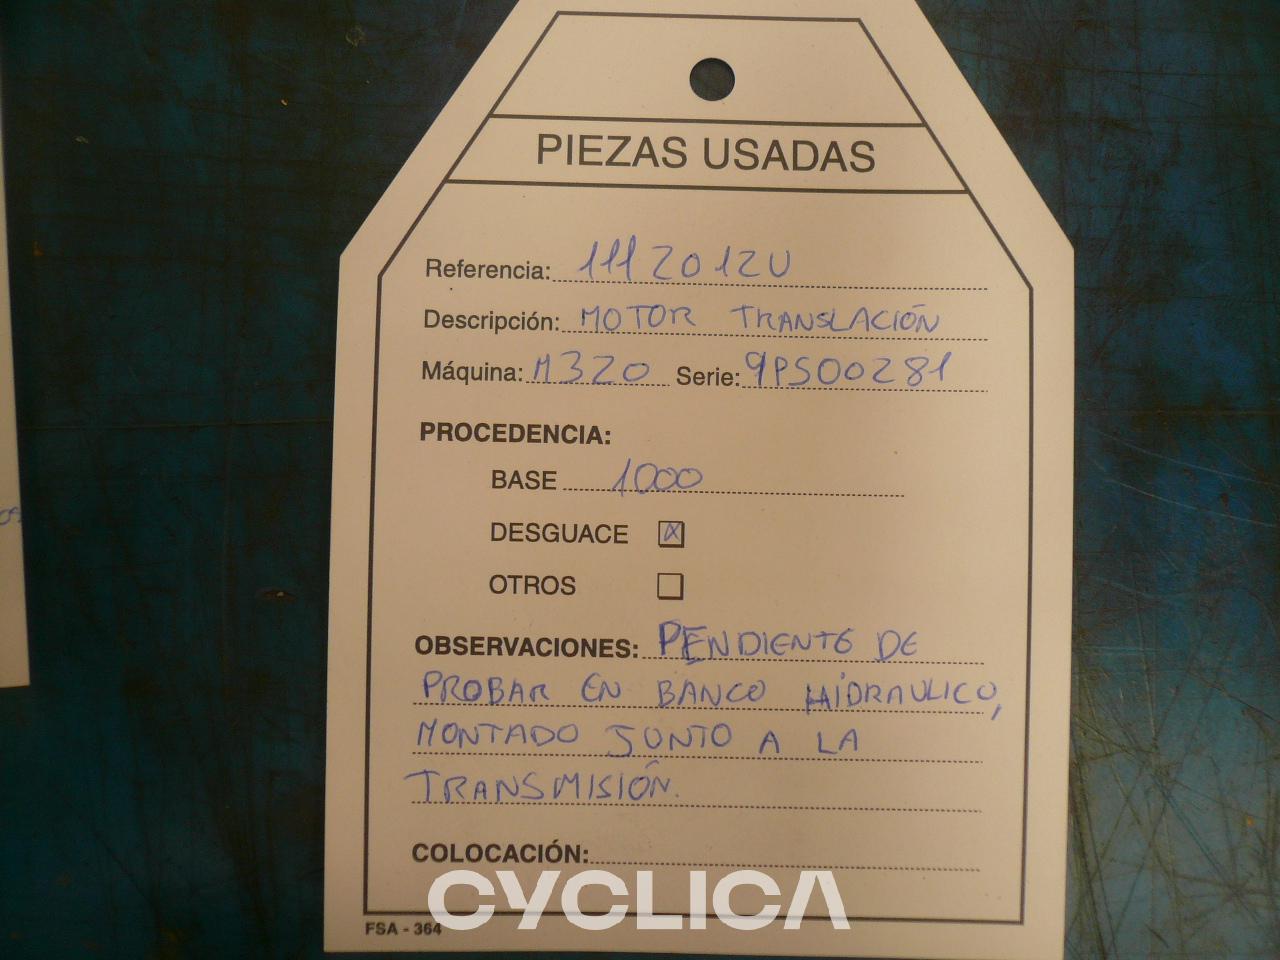 PIEZAS USADAS
Referencia: 1112012U
Descripción: MOTOR TRANSLACIÓN
Máquina: M320 Serie: 9PS00281
PROCEDENCIA:
BASE 1000
DESGUACE X
OTROS
OBSERVACIONES: PENDIENTE DE
PROBAR EN BANCO HIDRAULICO,
MONTADO JUNTO A LA
TRANSMISIÓN.
COLOCACIÓN:
CYCLICA
FSA - 364